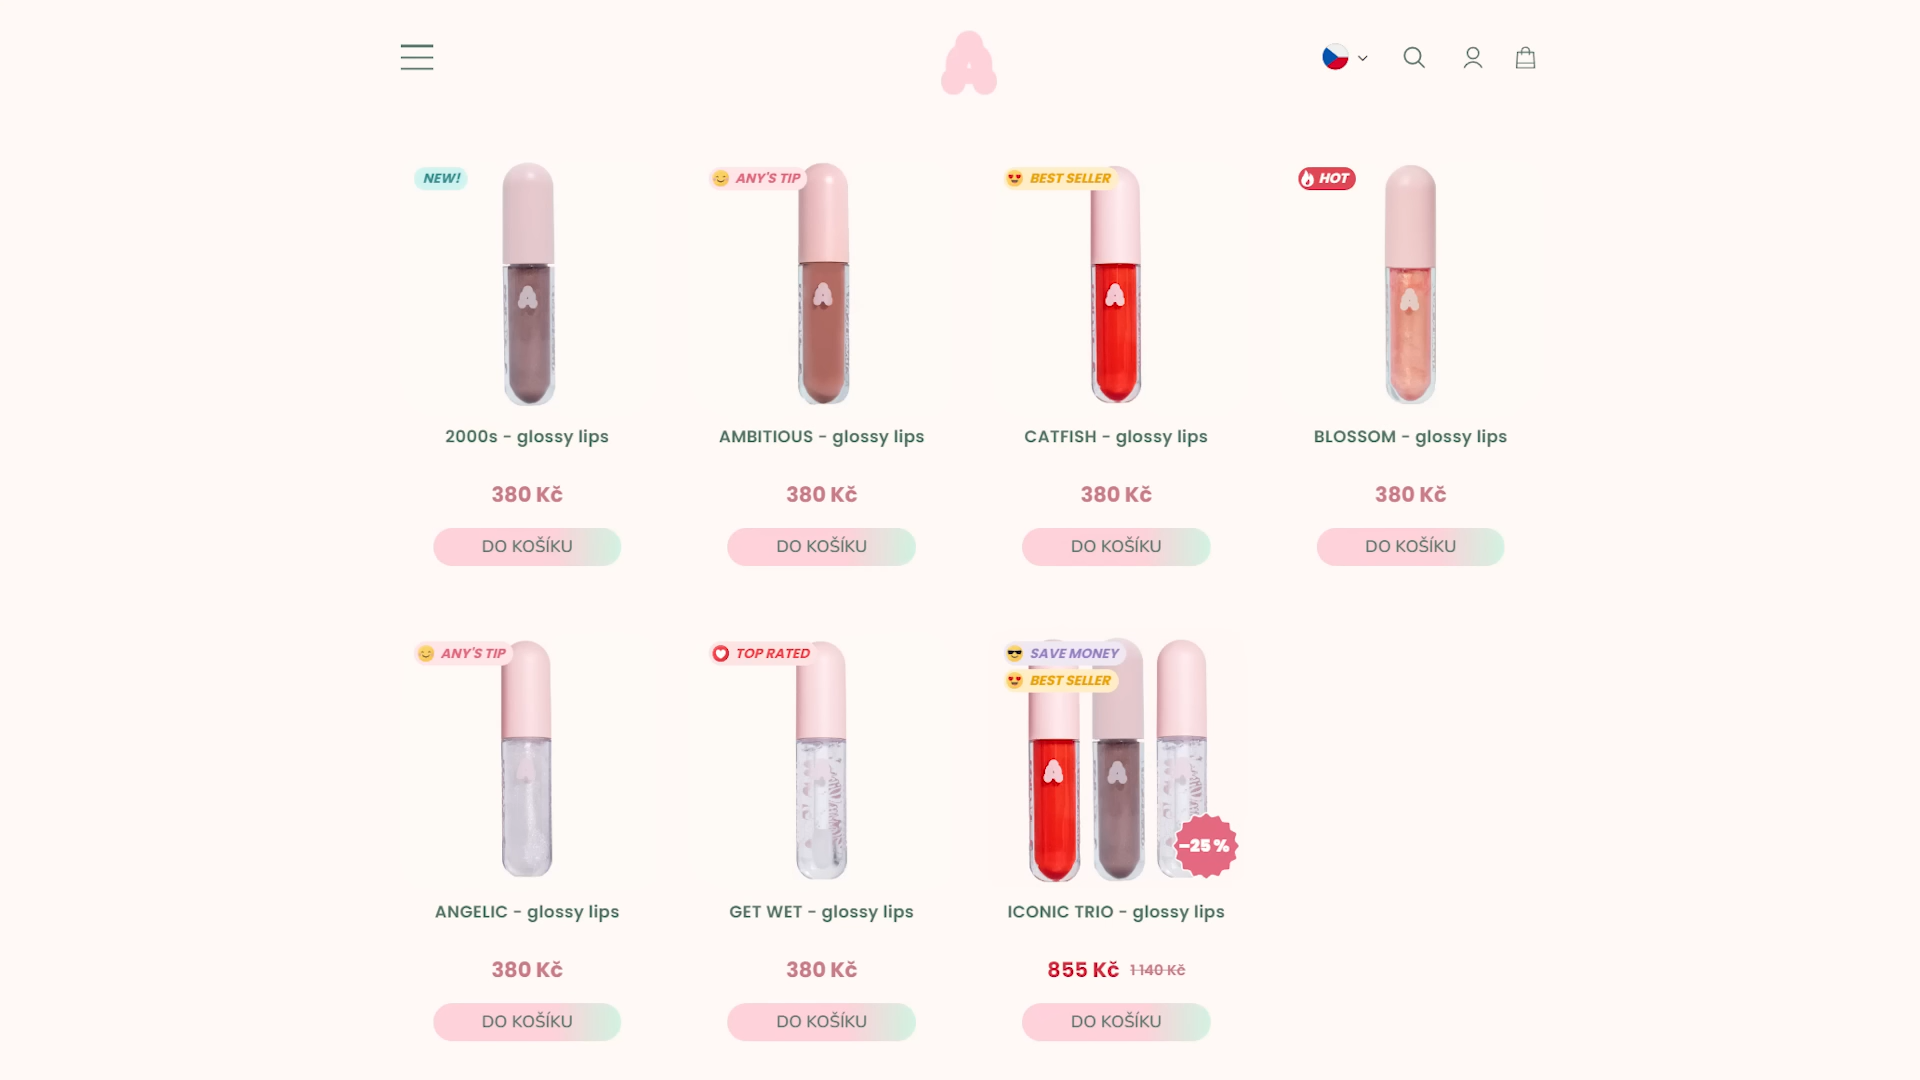 NEW!
ANY'S TIP
BEST SELLER
HOT
2000s - glossy lips
AMBITIOUS - glossy lips
CATFISH - glossy lips
BLOSSOM - glossy lips
380 Kč
380 Kč
380 Kč
380 Kč
DO KOŠÍKU
DO KOŠÍKU
DO KOŠÍKU
DO KOŠÍKU
ANY'S TIP
TOP RATED
SAVE MONEY
BEST SELLER
-25 %
ANGELIC - glossy lips
GET WET - glossy lips
ICONIC TRIO - glossy lips
380 Kč
380 Kč
855 Kč 1 140 Kč
DO KOŠÍKU
DO KOŠÍKU
DO KOŠÍKU